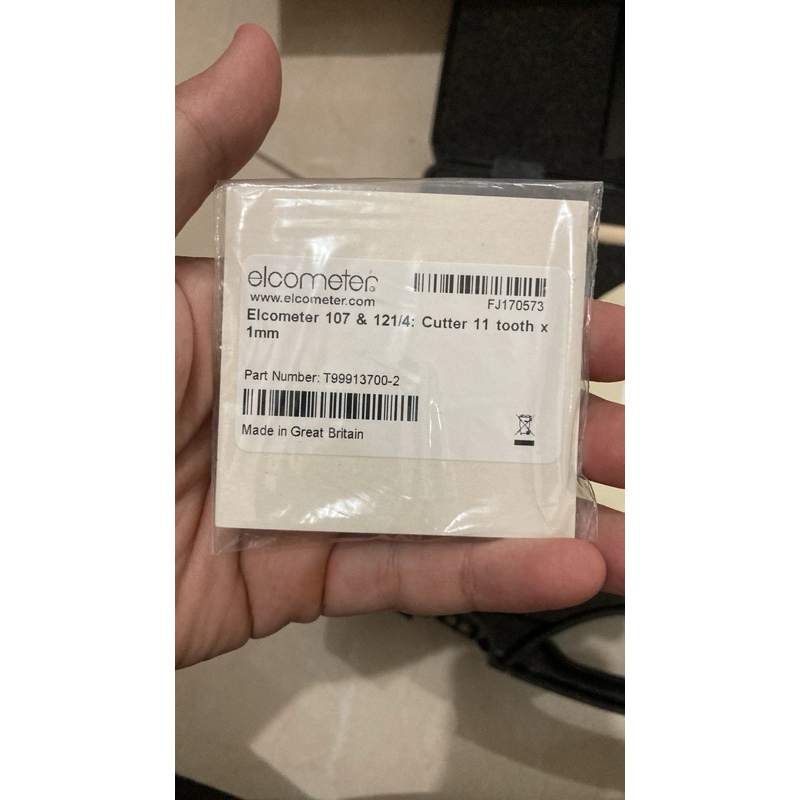 elcometer
www.elcometer.com
FJ170573
Elcometer 107 & 121/4: Cutter 11 tooth x
1mm
Part Number: T99913700-2
Made in Great Britain